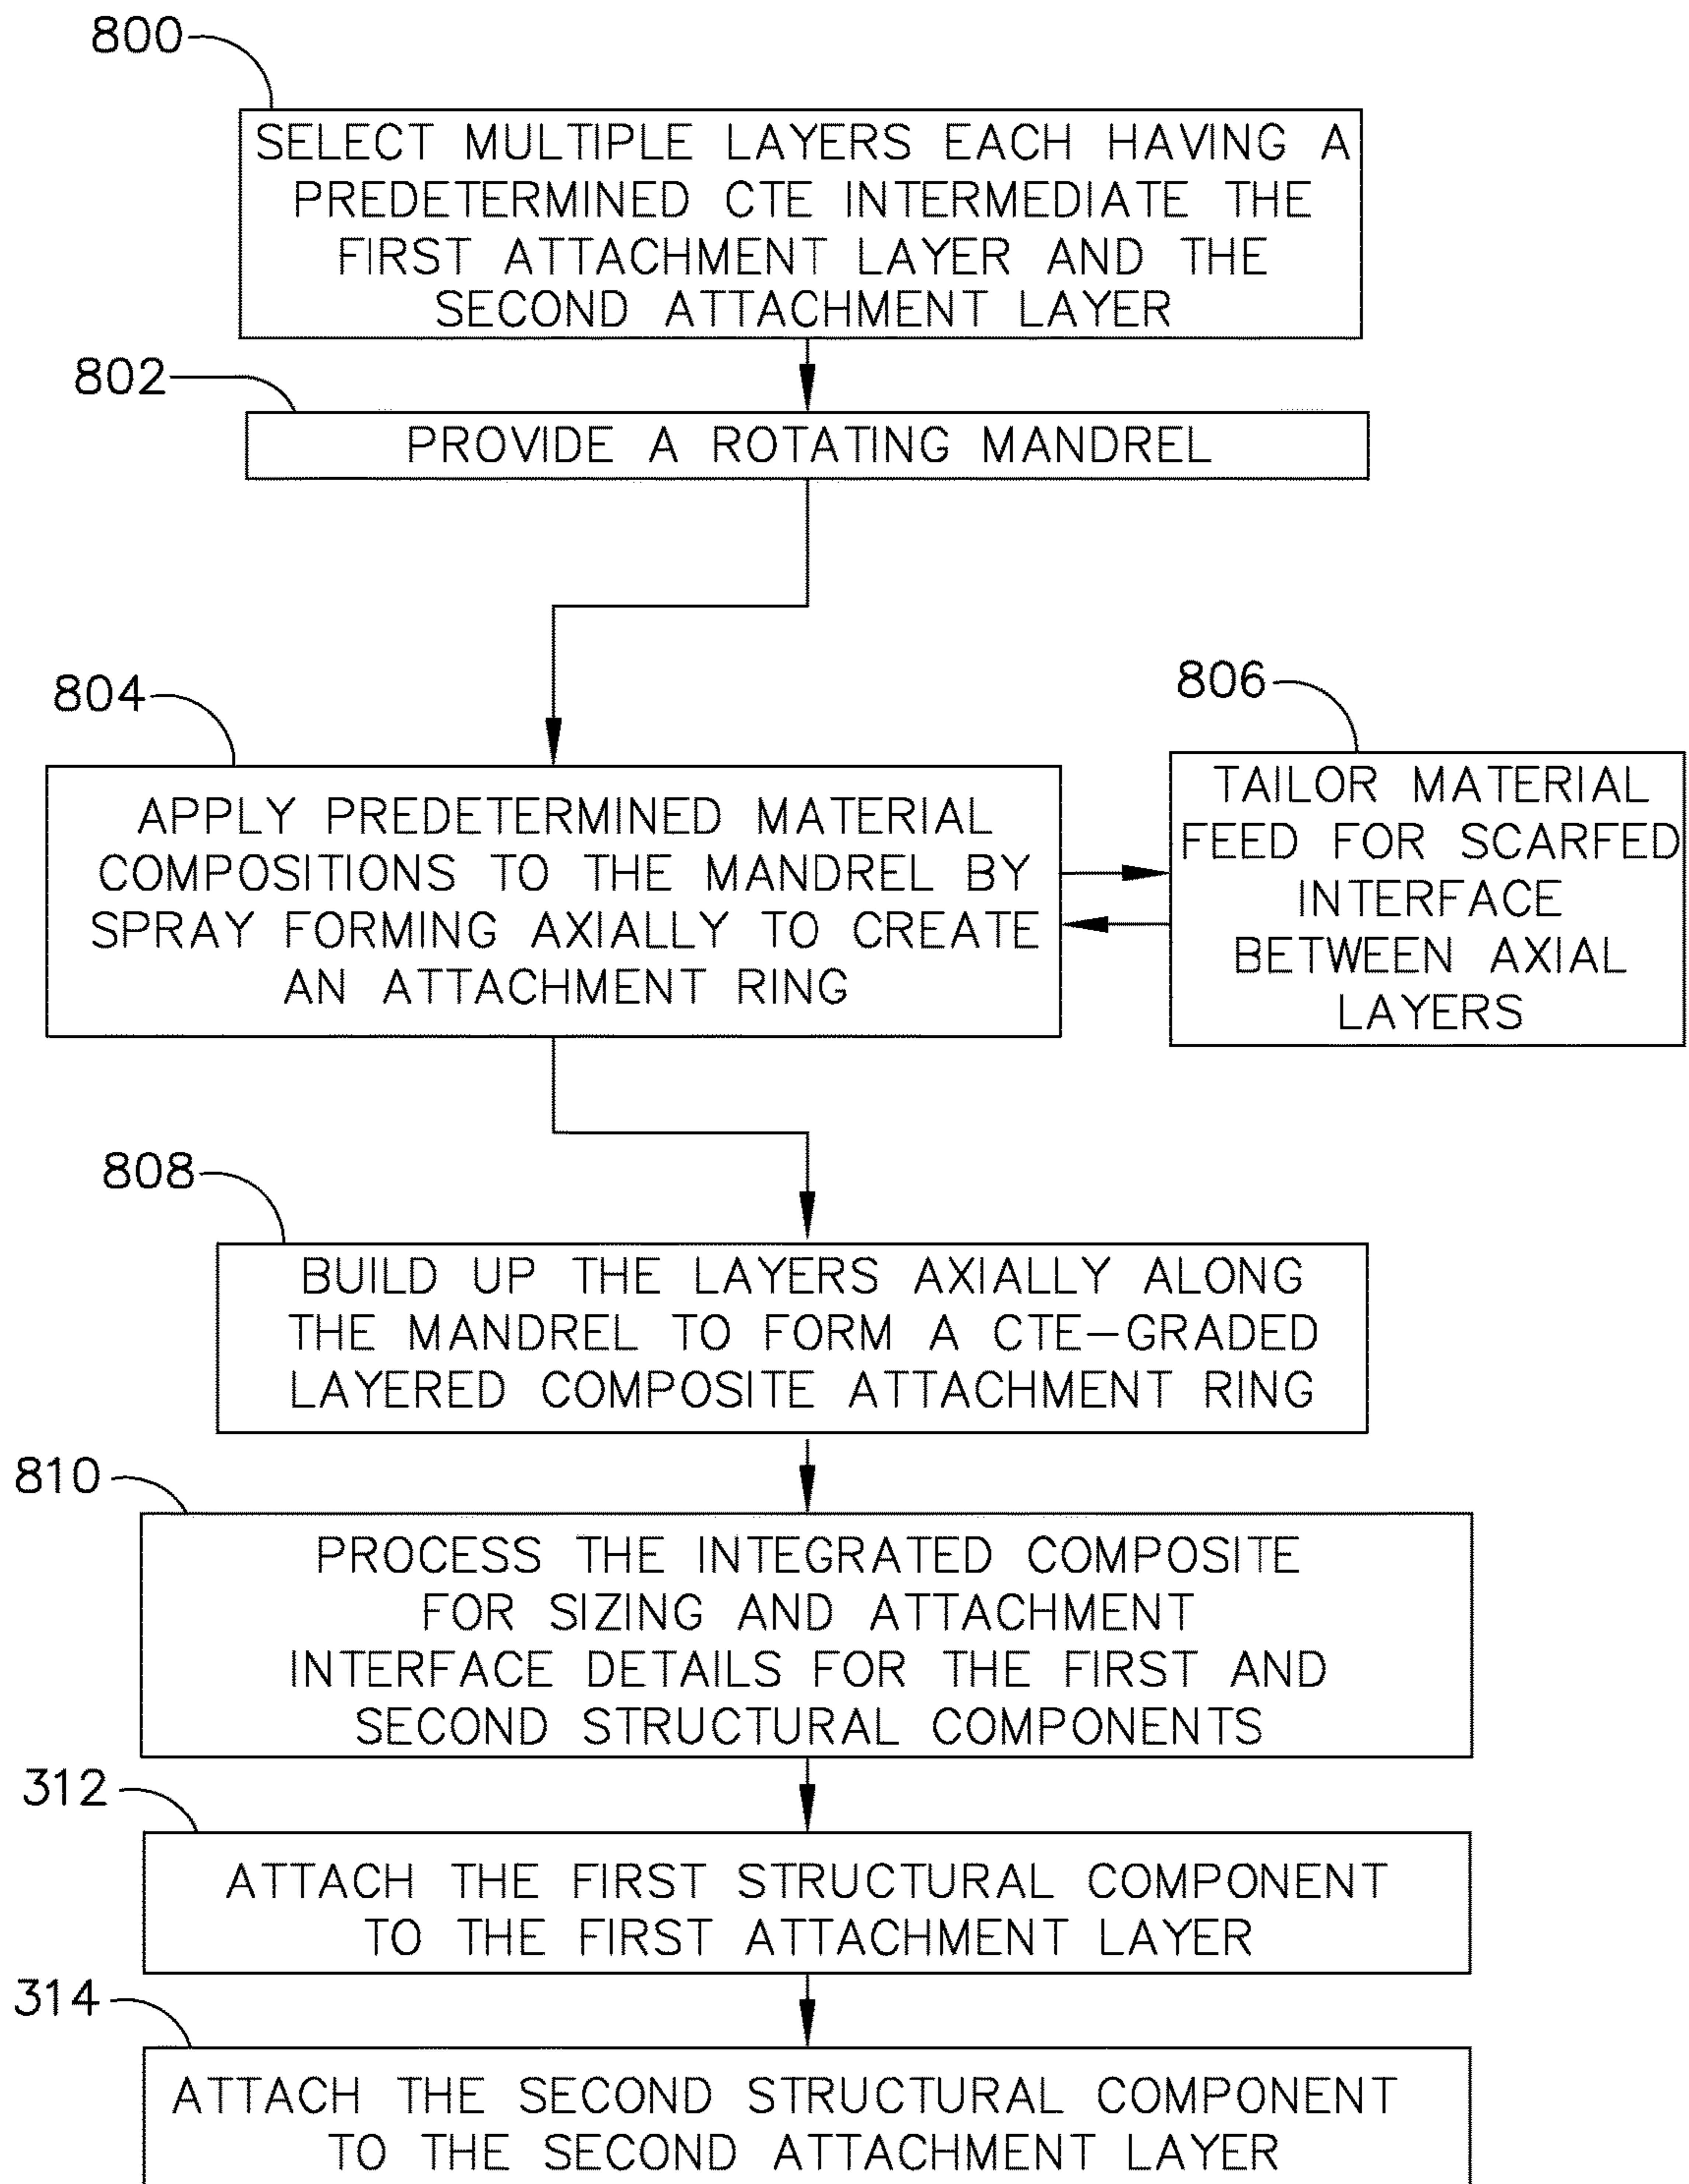 800
SELECT MULTIPLE LAYERS EACH HAVING A
PREDETERMINED CTE INTERMEDIATE THE
FIRST ATTACHMENT LAYER AND THE
SECOND ATTACHMENT LAYER
802
PROVIDE A ROTATING MANDREL
804
APPLY PREDETERMINED MATERIAL
COMPOSITIONS TO THE MANDREL BY
SPRAY FORMING AXIALLY TO CREATE
AN ATTACHMENT RING
806
TAILOR MATERIAL
FEED FOR SCARFED
INTERFACE
BETWEEN AXIAL
LAYERS
808
BUILD UP THE LAYERS AXIALLY ALONG
THE MANDREL TO FORM A CTE-GRADED
LAYERED COMPOSITE ATTACHMENT RING
810
PROCESS THE INTEGRATED COMPOSITE
FOR SIZING AND ATTACHMENT
INTERFACE DETAILS FOR THE FIRST AND
SECOND STRUCTURAL COMPONENTS
312
ATTACH THE FIRST STRUCTURAL COMPONENT
TO THE FIRST ATTACHMENT LAYER
314
ATTACH THE SECOND STRUCTURAL COMPONENT
TO THE SECOND ATTACHMENT LAYER